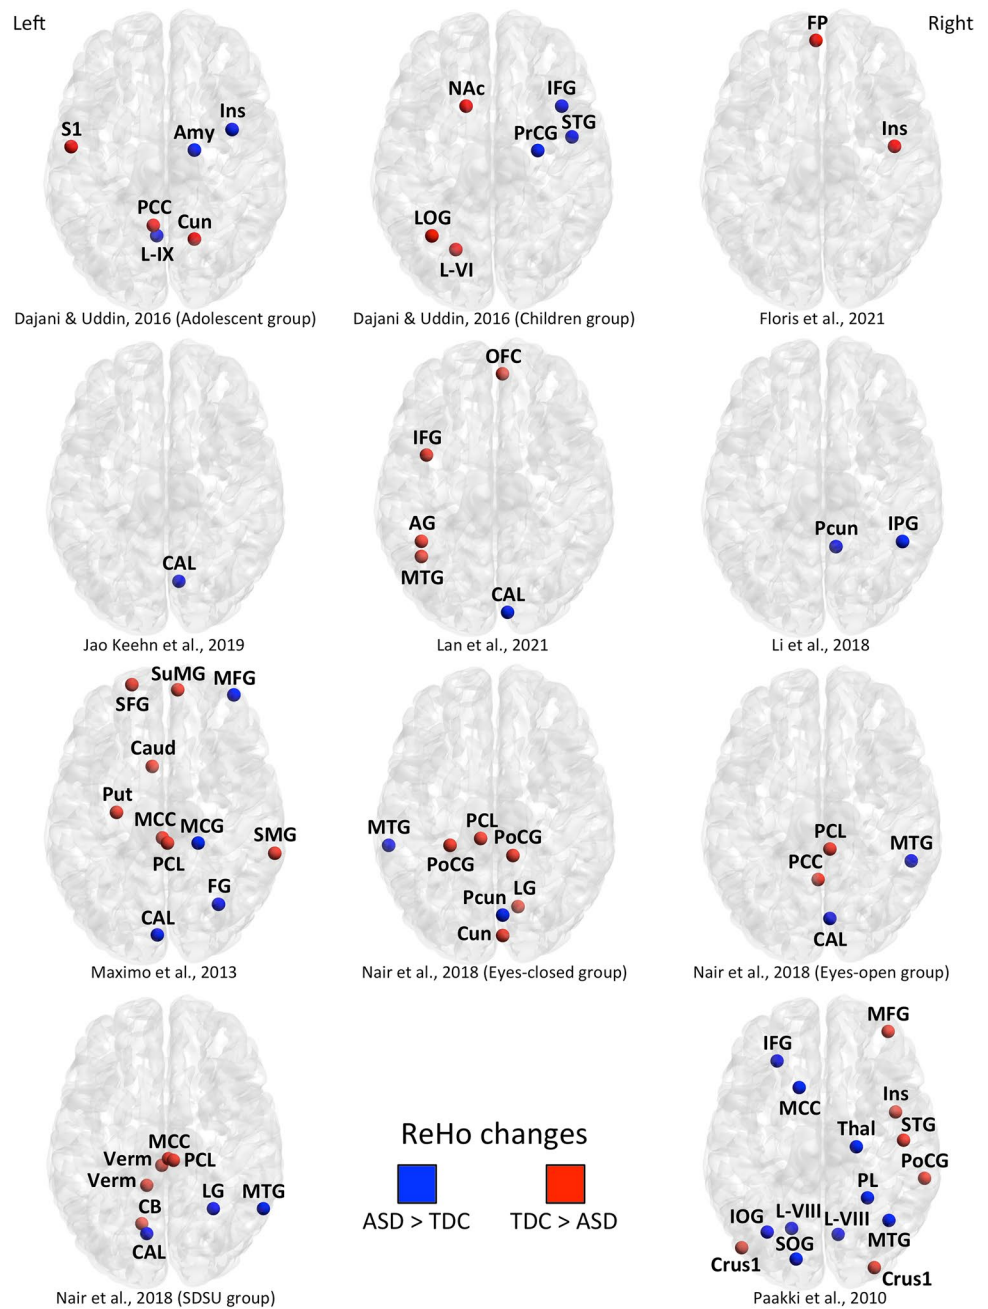 Left
FP
Right
NAc
IFG
Ins
S1
Amy
STG
PrCG
Ins
PCC
Cun
LOG
L-IX
L-VI
Dajani & Uddin, 2016 (Adolescent group)
Dajani & Uddin, 2016 (Children group)
Floris et al., 2021
OFC
IFG
AG
Pcun
IPG
CAL
MTG
CAL
Jao Keehn et al., 2019
Lan et al., 2021
Li et al., 2018
SuMG
MFG
SFG
Caud
Put
MCC
MCG
SMG
PCL
FG
CAL
MTG
PCL
PoCG
PoCG
Pcun
LG
Cun
PCL
MTG
PCC
CAL
Maximo et al., 2013
Nair et al., 2018 (Eyes-closed group)
Nair et al., 2018 (Eyes-open group)
MCC
Verm
PCL
Verm
CB
LG
MTG
CAL
ReHo changes
ASD > TDC
TDC > ASD
MFG
IFG
MCC
Ins
Thal
STG
PoCG
PL
IOG
L-VIII
L-VIII
MTG
SOG
Crus1
Crus1
Nair et al., 2018 (SDSU group)
Paakki et al., 2010